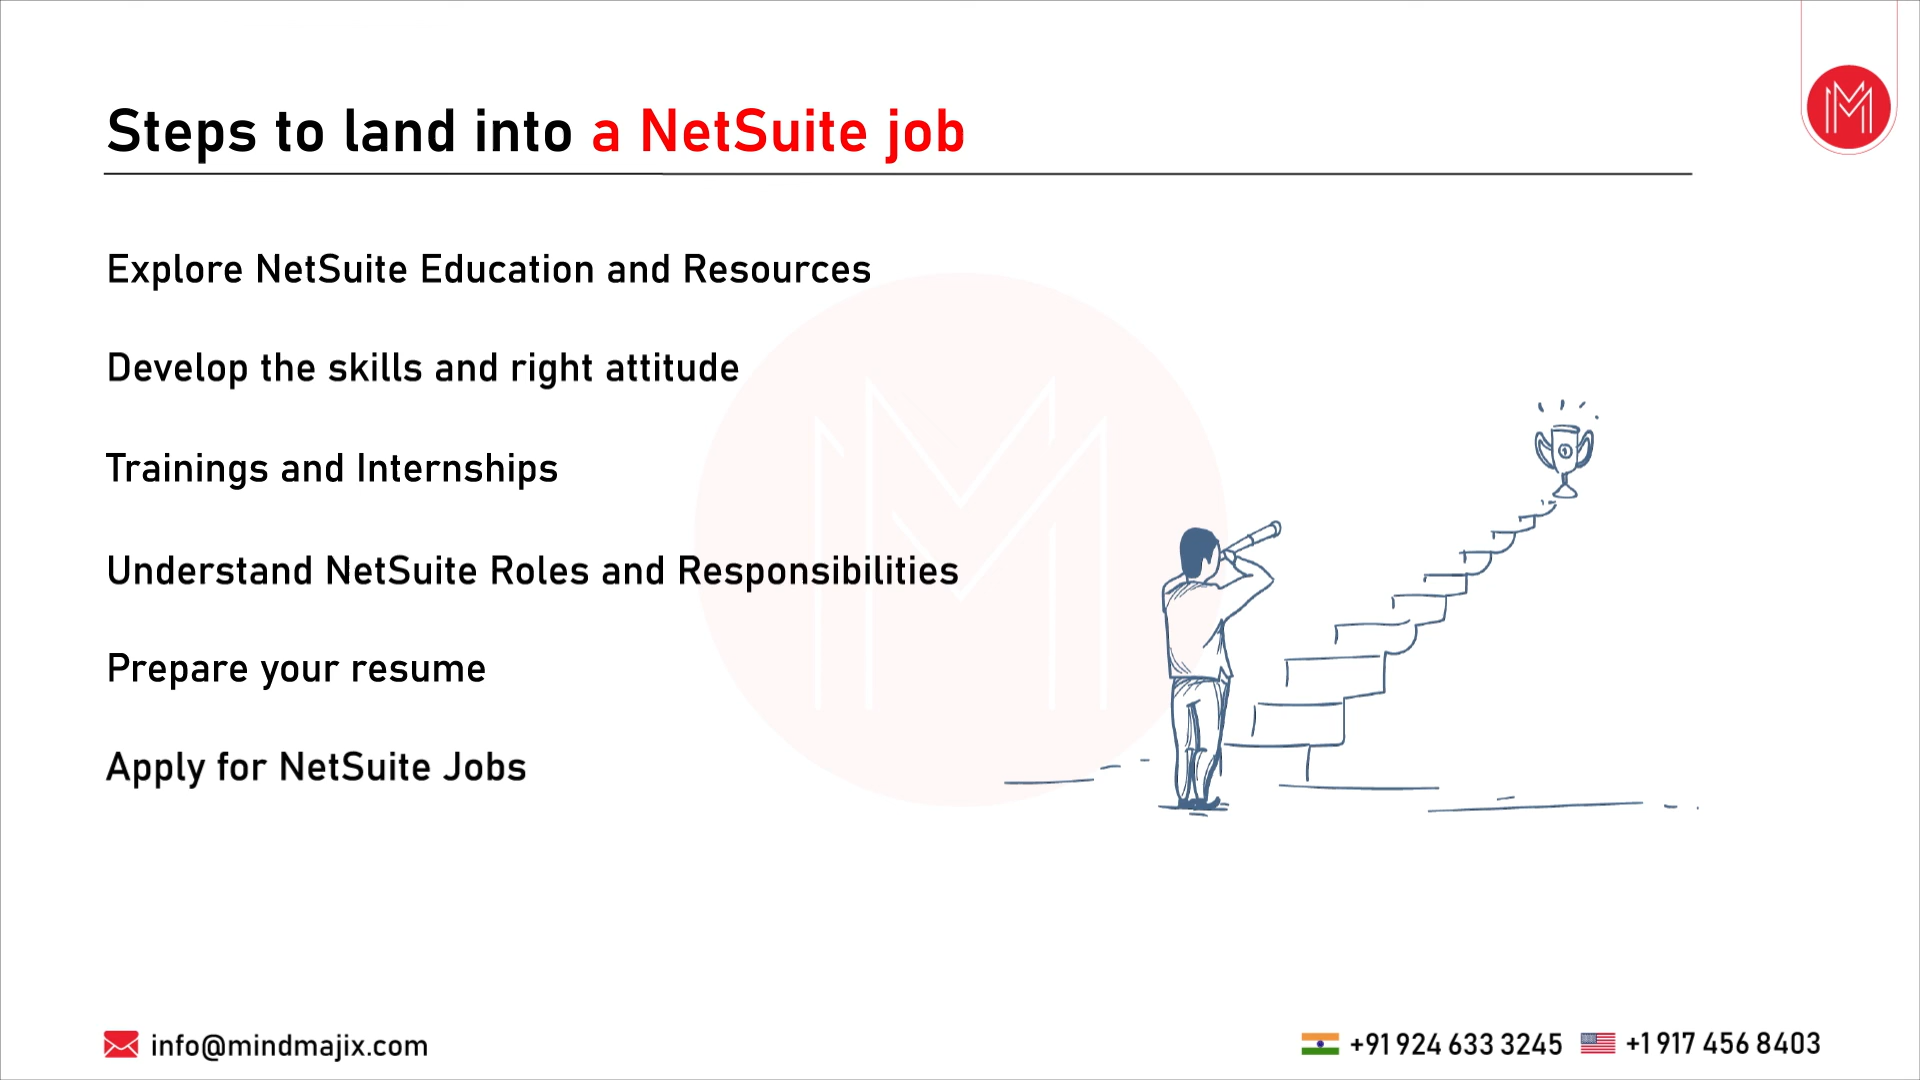 Steps to land into a NetSuite job
Explore NetSuite Education and Resources
Develop the skills and right attitude
Trainings and Internships
Understand NetSuite Roles and Responsibilities
Prepare your resume
Apply for NetSuite Jobs
info@mindmajix.com
+91 924 633 3245
+1 917 456 8403